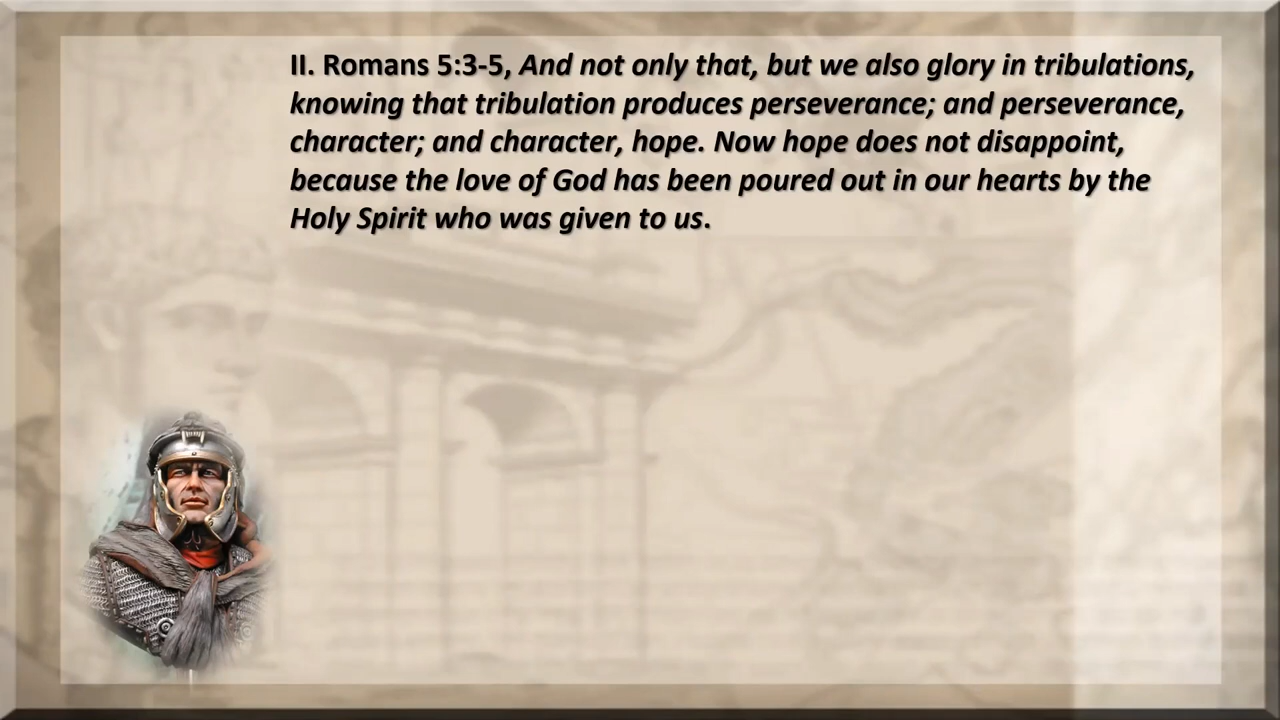 II. Romans 5:3-5, And not only that, but we also glory in tribulations,
knowing that tribulation produces perseverance; and perseverance,
character; and character, hope. Now hope does not disappoint,
because the love of God has been poured out in our hearts by the
Holy Spirit who was given to us.